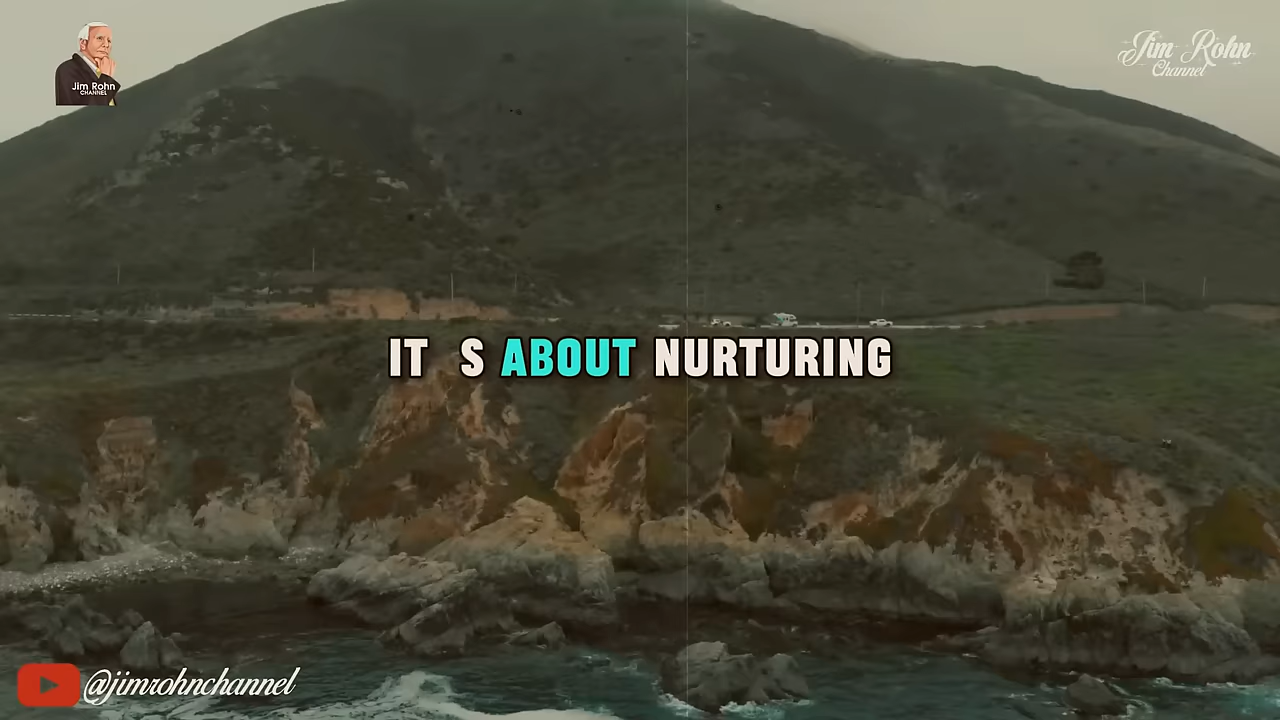 Jim Rohn
CHANNEL
Jim Rohn
Channel
IT S ABOUT NURTURING
@jimrohnchannel